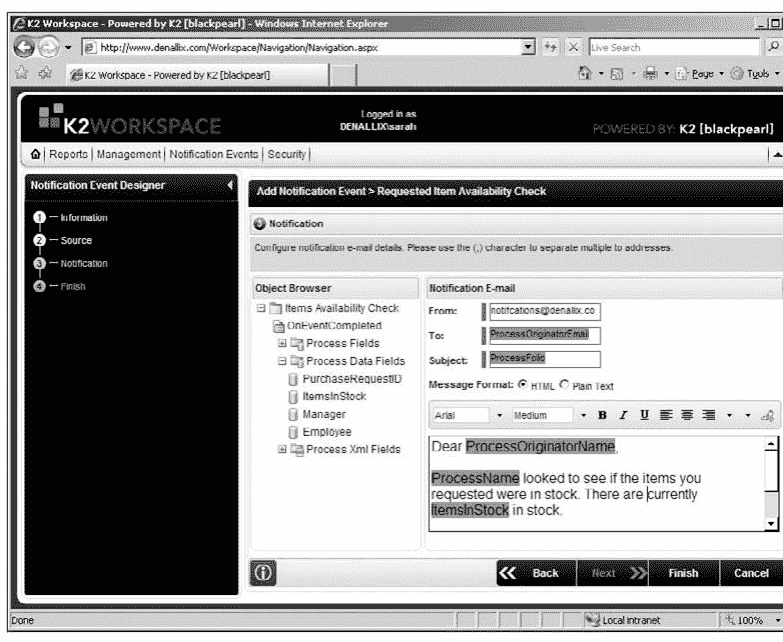 K2 Workspace - Powered by K2 [blackpearl] - Windows Internet Explorer
http://www.denallix.com/Workspace/Navigation/Navigation.aspx
Live Search
K2 Workspace - Powered by K2 [blackpearl]
Page
Tools
K2WORKSPACE
Logged in as
DENALLIX\sarah
POWERED BY: K2 [blackpearl]
Reports | Management | Notification Events | Security |
Notification Event Designer
1 Information
2 Source
3 Notification
4 Finish
Add Notification Event > Requested Item Availability Check
Notification
Configure notification e-mail details. Please use the (;) character to separate multiple to addresses.
Object Browser
Items Availability Check
OnEventCompleted
Process Fields
Process Data Fields
PurchaseRequestID
ItemsInStock
Manager
Employee
Process Xml Fields
Notification E-mail
From: notifcations@denallix.co
To: ProcessOriginatorEmail
Subject: ProcessFolio
Message Format: HTML Plain Text
Arial Medium B I U
Dear ProcessOriginatorName,
ProcessName looked to see if the items you
requested were in stock. There are currently
ItemsInStock in stock.
Back Next Finish Cancel
Done
Local intranet
100%